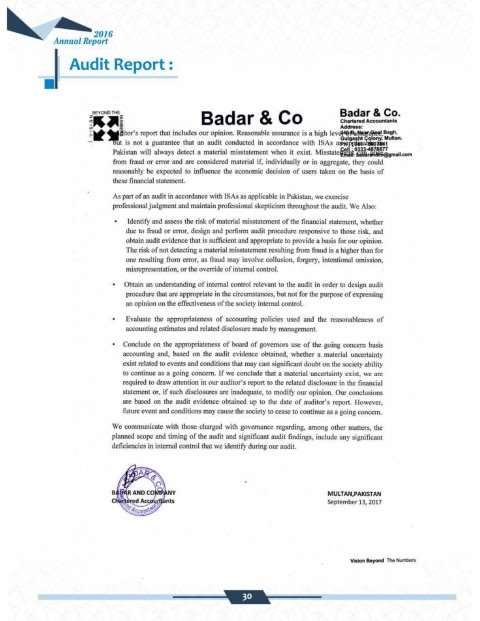 2016
Annual Report
Audit Report :
BEYOND THE
Badar & Co
Badar & Co.
Chartered Accountants
Address:
Gulgasht Colony, Multan.
Cell : 0333-4878877
auditor's report that includes our opinion. Reasonable assurance is a high level
but is not a guarantee that an audit conducted in accordance with ISAs as
Pakistan will always detect a material misstatement when it exist. Misstatements can arise
from fraud or error and are considered material if, individually or in aggregate, they could
reasonably be expected to influence the economic decision of users taken on the basis of
these financial statement.
As part of an audit in accordance with ISAs as applicable in Pakistan, we exercise
professional judgment and maintain professional skepticism throughout the audit. We Also:
• Identify and assess the risk of material misstatement of the financial statement, whether
due to fraud or error, design and perform audit procedure responsive to those risk, and
obtain audit evidence that is sufficient and appropriate to provide a basis for our opinion.
The risk of not detecting a material misstatement resulting from fraud is a higher than for
one resulting from error, as fraud may involve collusion, forgery, intentional omission,
misrepresentation, or the override of internal control.
• Obtain an understanding of internal control relevant to the audit in order to design audit
procedure that are appropriate in the circumstances, but not for the purpose of expressing
an opinion on the effectiveness of the society internal control.
• Evaluate the appropriateness of accounting policies used and the reasonableness of
accounting estimates and related disclosure made by management.
• Conclude on the appropriateness of board of governors use of the going concern basis
accounting and, based on the audit evidence obtained, whether a material uncertainty
exist related to events and conditions that may cast significant doubt on the society ability
to continue as a going concern. If we conclude that a material uncertainty exist, we are
required to draw attention in our auditor's report to the related disclosure in the financial
statement or, if such disclosures are inadequate, to modify our opinion. Our conclusions
are based on the audit evidence obtained up to the date of auditor's report. However,
future event and conditions may cause the society to cease to continue as a going concern.
We communicate with those charged with governance regarding, among other matters, the
planned scope and timing of the audit and significant audit findings, include any significant
deficiencies in internal control that we identify during our audit.
BADAR & CO
BADAR AND COMPANY
Chartered Accountants
MULTAN,PAKISTAN
September 13, 2017
Vision Beyond The Numbers
30